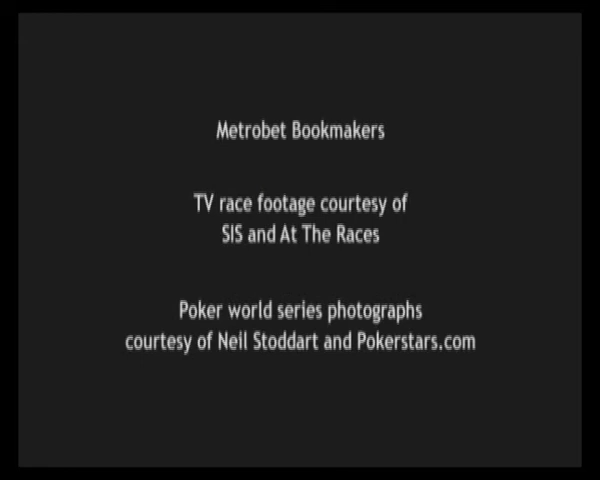 Metrobet Bookmakers
TV race footage courtesy of
SIS and At The Races
Poker world series photographs
courtesy of Neil Stoddart and Pokerstars.com